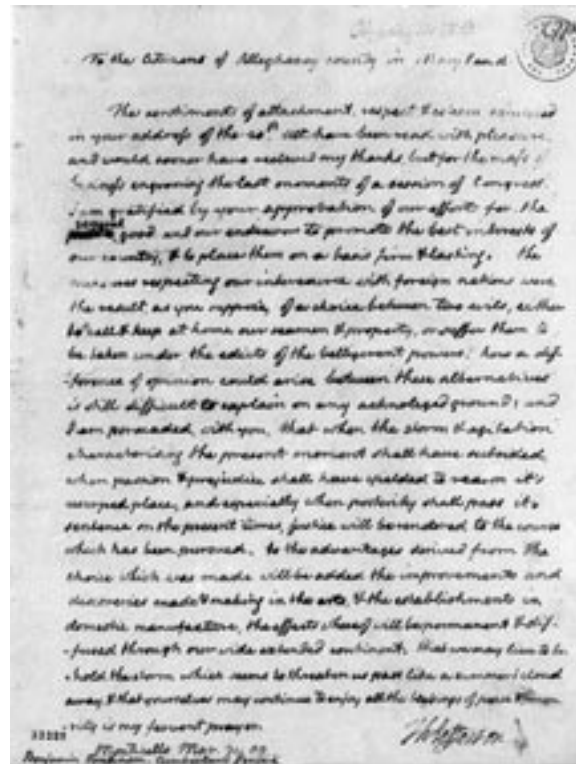 To the Citizens of Alleghany county in Maryland
The sentiments of attachment, respect & esteem expressed
in your address of the 20th Ult have been read with pleasure,
and would sooner have recieved my thanks, but for the mass of
business engrossing the last moments of a session of Congress.
I am gratified by your approbation of our efforts for the
general good and our endeavors to promote the best interests of
our country, & to place them on a basis firm & lasting. the
measures respecting our intercourse with foreign nations were
the result, as you suppose, of a choice between two evils, either
to call & keep at home our seamen & property, or suffer them to
be taken under the edicts of the belligerent powers. how a dif-
-ference of opinion could arise between these alternatives
is still difficult to explain on any acknoleged ground; and
I am persuaded, with you, that when the storm & agitation
characterising the present moment shall have subsided,
when passion & prejudice shall have yielded to reason it's
usurped place, and especially when posterity shall pass it's
sentence on the present times, justice will be rendered to the course
which has been pursued. to the advantages derived from the
choice which was made will be added the improvements and
discoveries made & making in the arts, & the establishments in
domestic manufacture, the effects whereof will be permanent & dif-
-fused through our wide extended continent. that we may live to be-
-hold the storm which seems to threaten us pass like a summer's cloud
away, & that yourselves may continue to enjoy all the blessings of peace &
-rity is my fervent prayer.
Th: Jefferson
33289
Monticello Mar. 09
Benjamin Cumberland